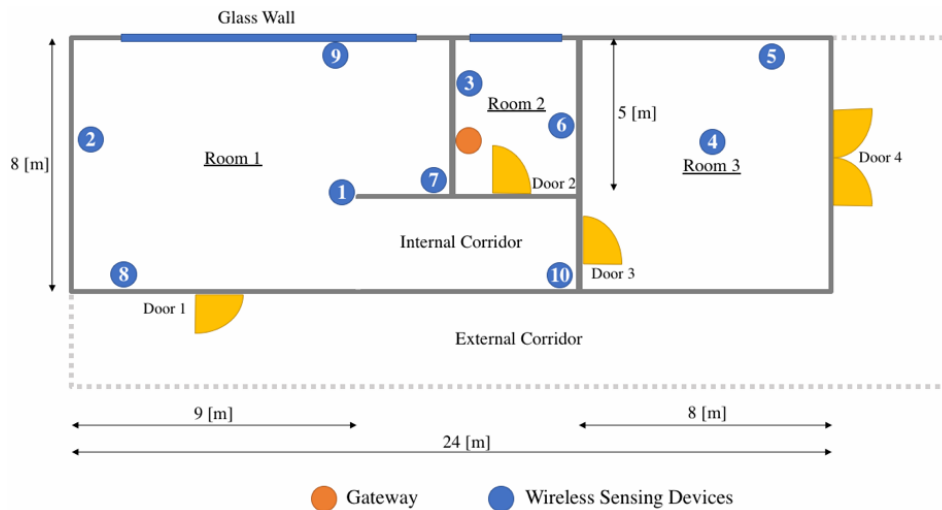 Glass Wall
9
5
3
Room 2
5 [m]
6
2
4
Door 4
8 [m]
Room 1
Room 3
7
Door 2
1
Internal Corridor
8
10
Door 3
Door 1
External Corridor
9 [m]
8 [m]
24 [m]
Gateway
Wireless Sensing Devices